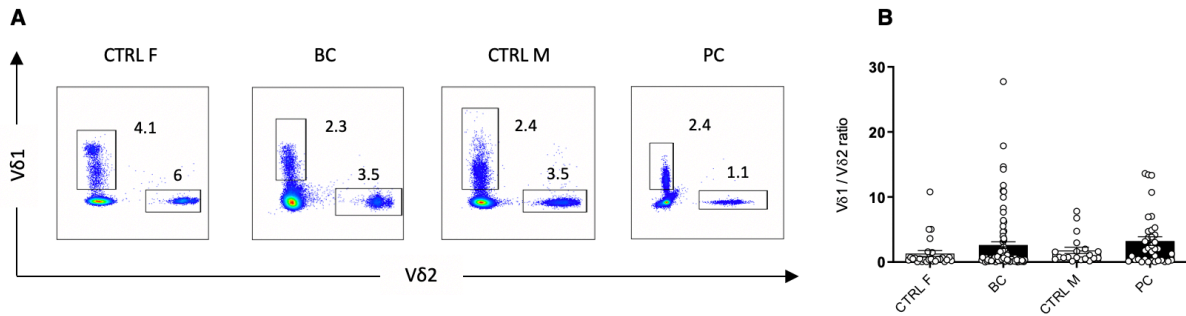 A
B
CTRL F
BC
CTRL M
PC
4.1
6
2.3
3.5
2.4
3.5
2.4
1.1
Vδ1
Vδ2
Vδ1 / Vδ2 ratio
30
20
10
0
CTRL F
BC
CTRL M
PC